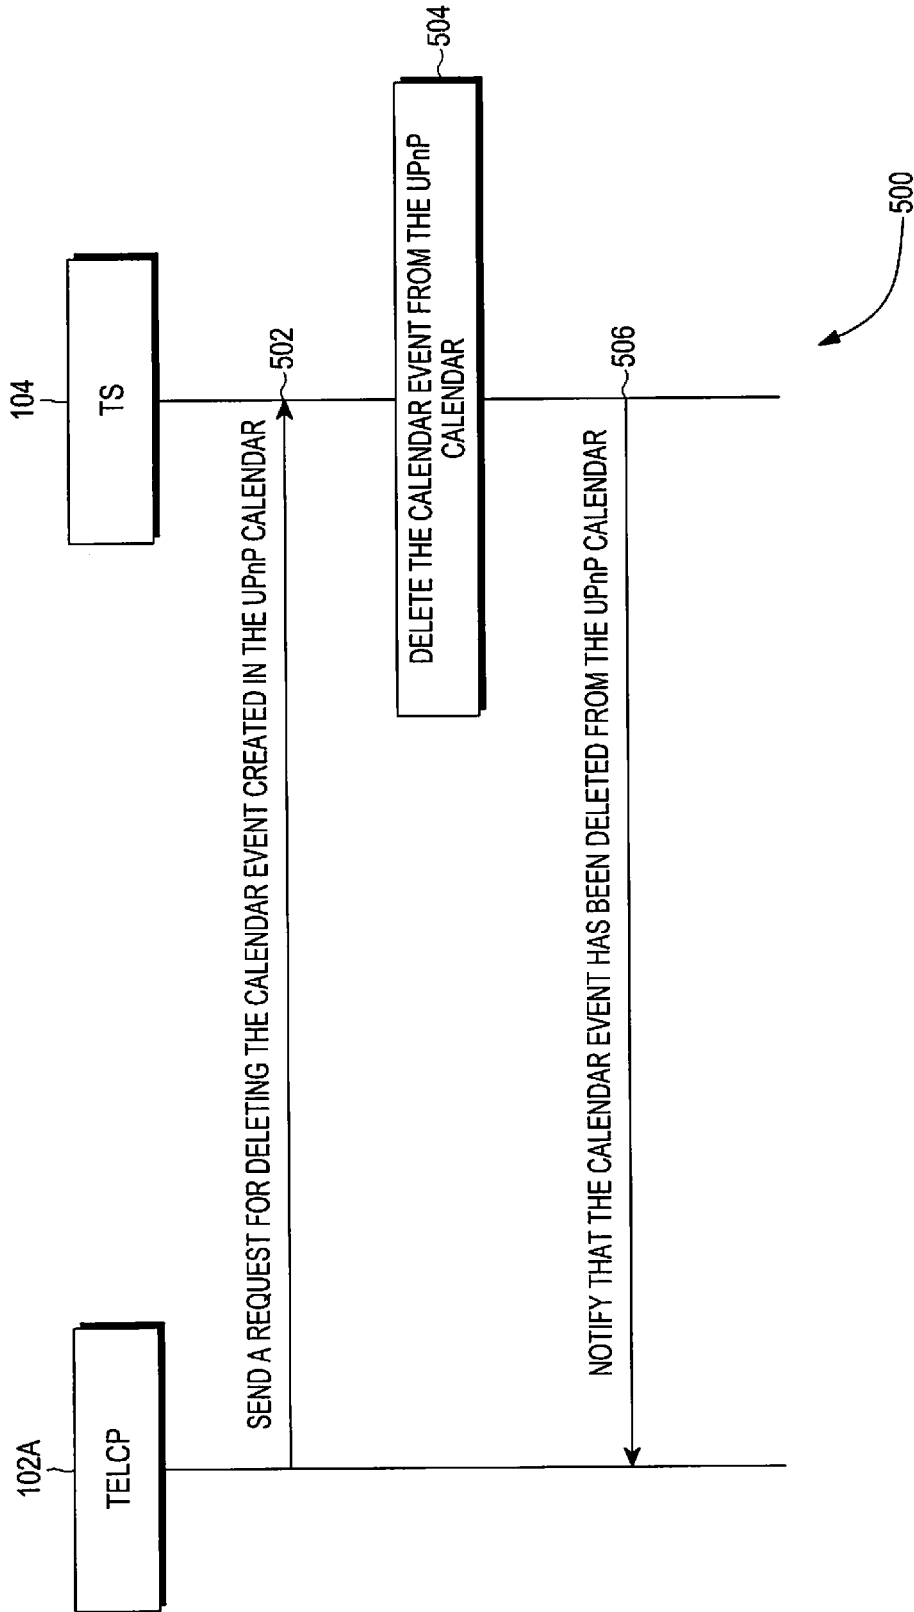 102A
TELCP
104
TS
SEND A REQUEST FOR DELETING THE CALENDAR EVENT CREATED IN THE UPnP CALENDAR
502
DELETE THE CALENDAR EVENT FROM THE UPnP
CALENDAR
504
NOTIFY THAT THE CALENDAR EVENT HAS BEEN DELETED FROM THE UPnP CALENDAR
506
500